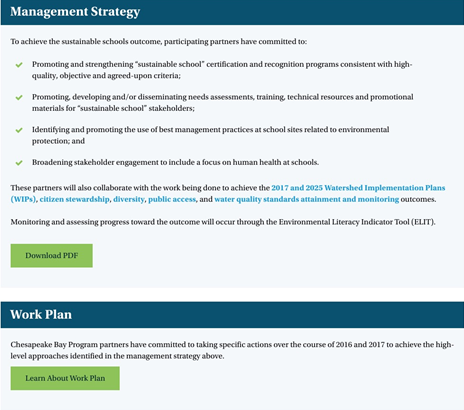 Management Strategy
To achieve the sustainable schools outcome, participating partners have committed to:
Promoting and strengthening “sustainable school” certification and recognition programs consistent with high-
quality, objective and agreed-upon criteria;
Promoting, developing and/or disseminating needs assessments, training, technical resources and promotional
materials for “sustainable school” stakeholders;
Identifying and promoting the use of best management practices at school sites related to environmental
protection; and
Broadening stakeholder engagement to include a focus on human health at schools.
These partners will also collaborate with the work being done to achieve the 2017 and 2025 Watershed Implementation Plans
(WIPs), citizen stewardship, diversity, public access, and water quality standards attainment and monitoring outcomes.
Monitoring and assessing progress toward the outcome will occur through the Environmental Literacy Indicator Tool (ELIT).
Download PDF
Work Plan
Chesapeake Bay Program partners have committed to taking specific actions over the course of 2016 and 2017 to achieve the high-
level approaches identified in the management strategy above.
Learn About Work Plan